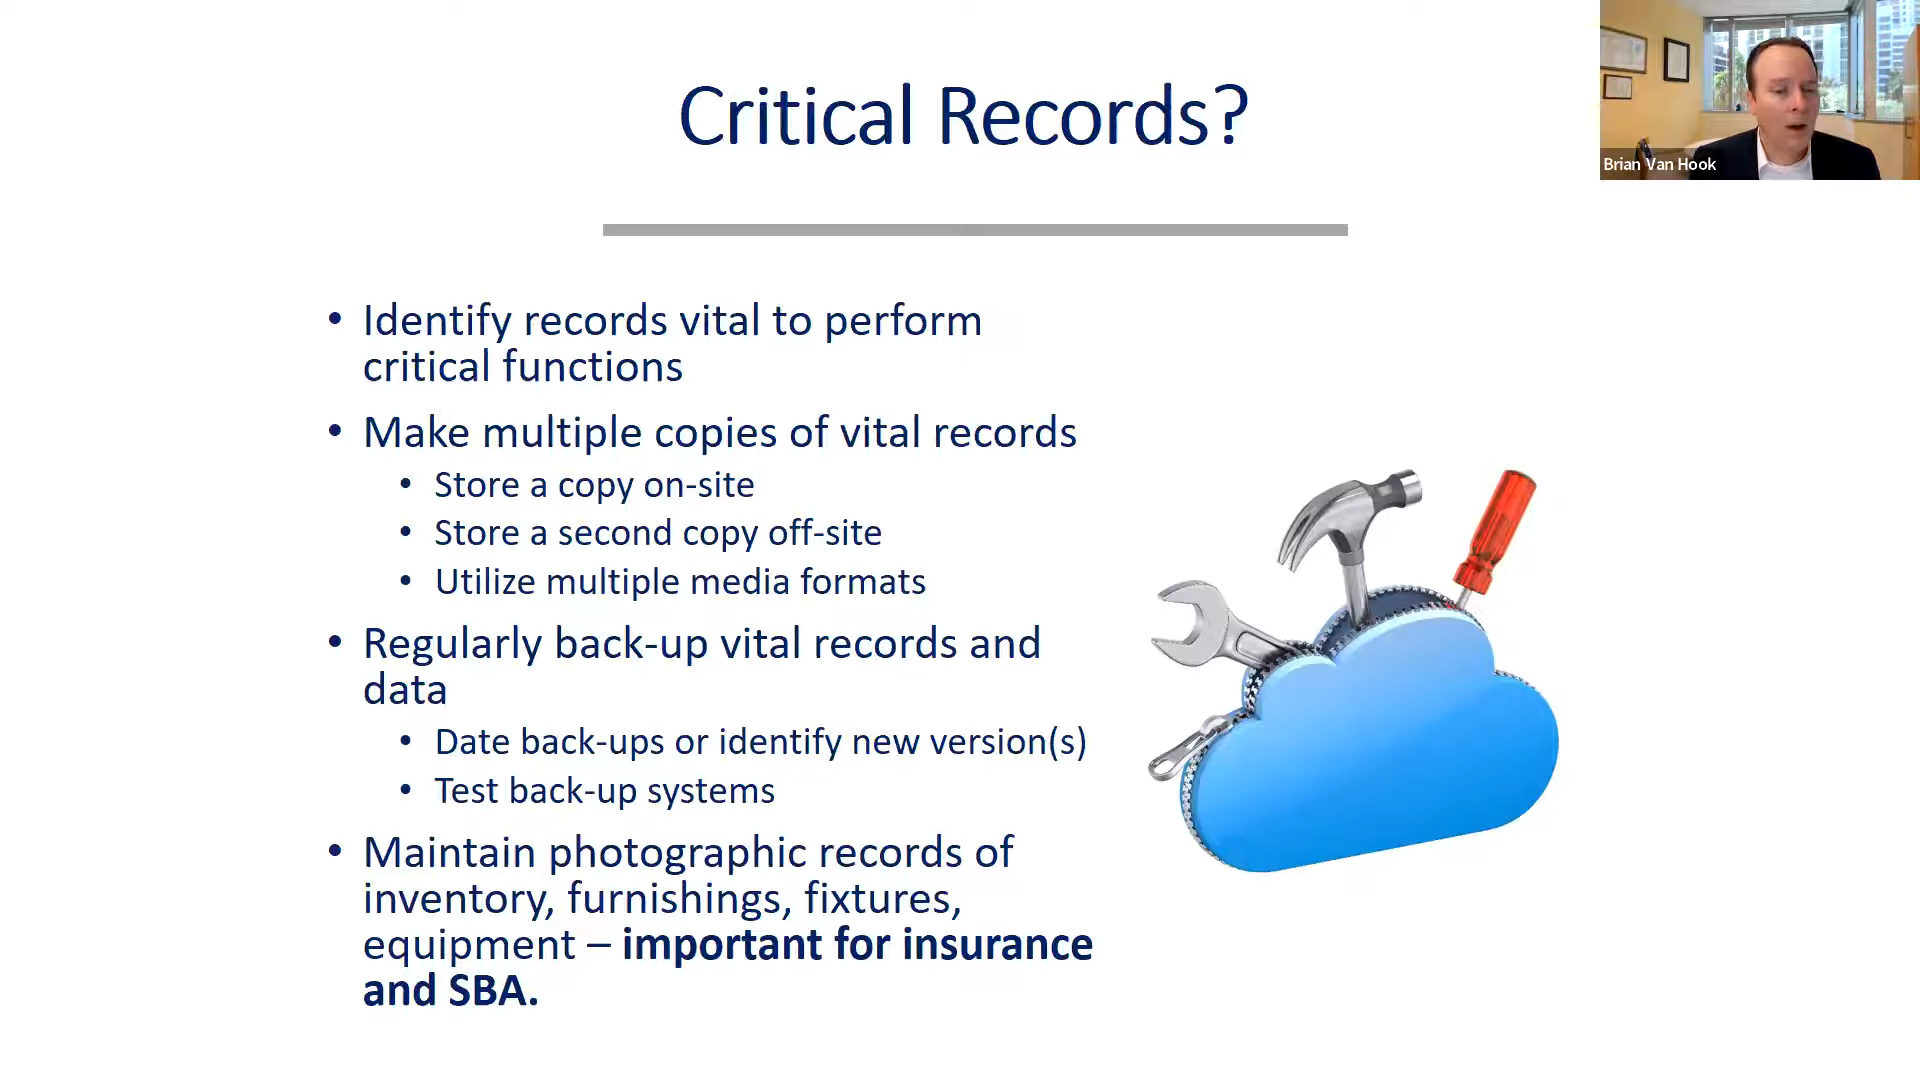 Critical Records?
Brian Van Hook
• Identify records vital to perform
critical functions
• Make multiple copies of vital records
• Store a copy on-site
• Store a second copy off-site
• Utilize multiple media formats
• Regularly back-up vital records and
data
• Date back-ups or identify new version(s)
• Test back-up systems
• Maintain photographic records of
inventory, furnishings, fixtures,
equipment – important for insurance
and SBA.